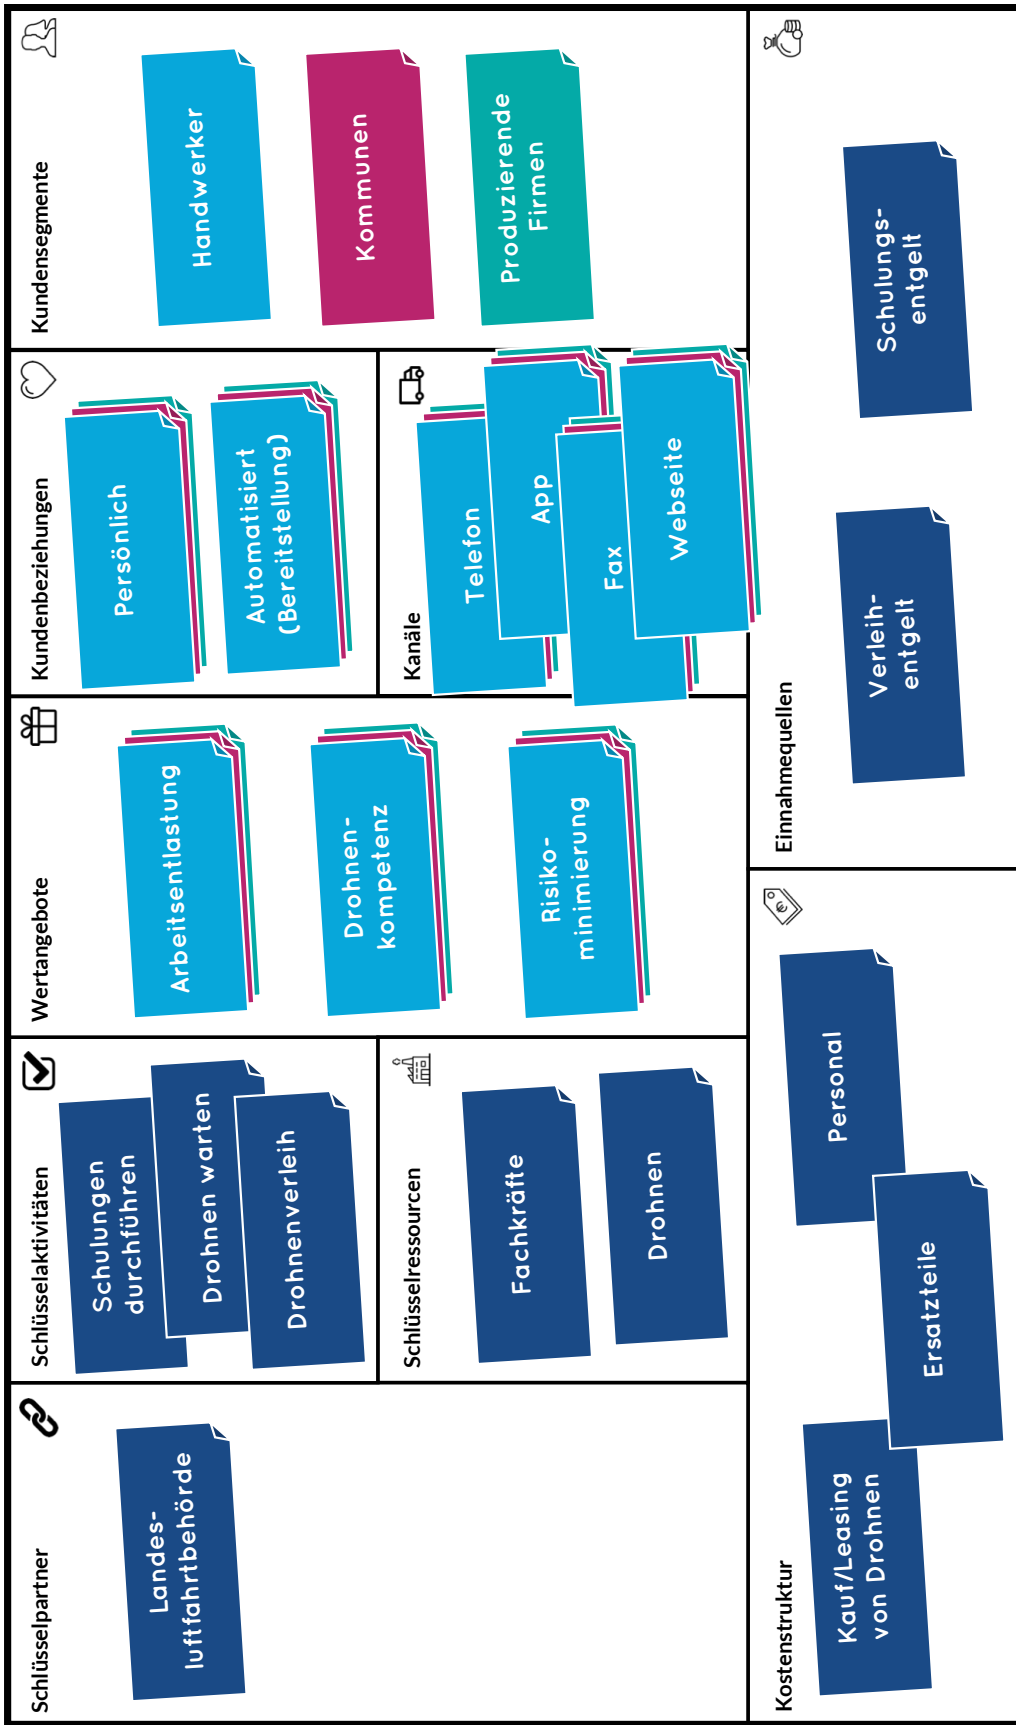 Schlüsselpartner
Landes-
luftfahrtbehörde
Schlüsselaktivitäten
Schulungen
durchführen
Drohnen warten
Drohnenverleih
Schlüsselressourcen
Fachkräfte
Drohnen
Wertangebote
Arbeitsentlastung
Drohnen-
kompetenz
Risiko-
minimierung
Kundenbeziehungen
Persönlich
Automatisiert
(Bereitstellung)
Kanäle
Telefon
App
Fax
Webseite
Kundensegmente
Handwerker
Kommunen
Produzierende
Firmen
Kostenstruktur
Kauf/Leasing
von Drohnen
Ersatzteile
Personal
€
Einnahmequellen
Verleih-
entgelt
Schulungs-
entgelt